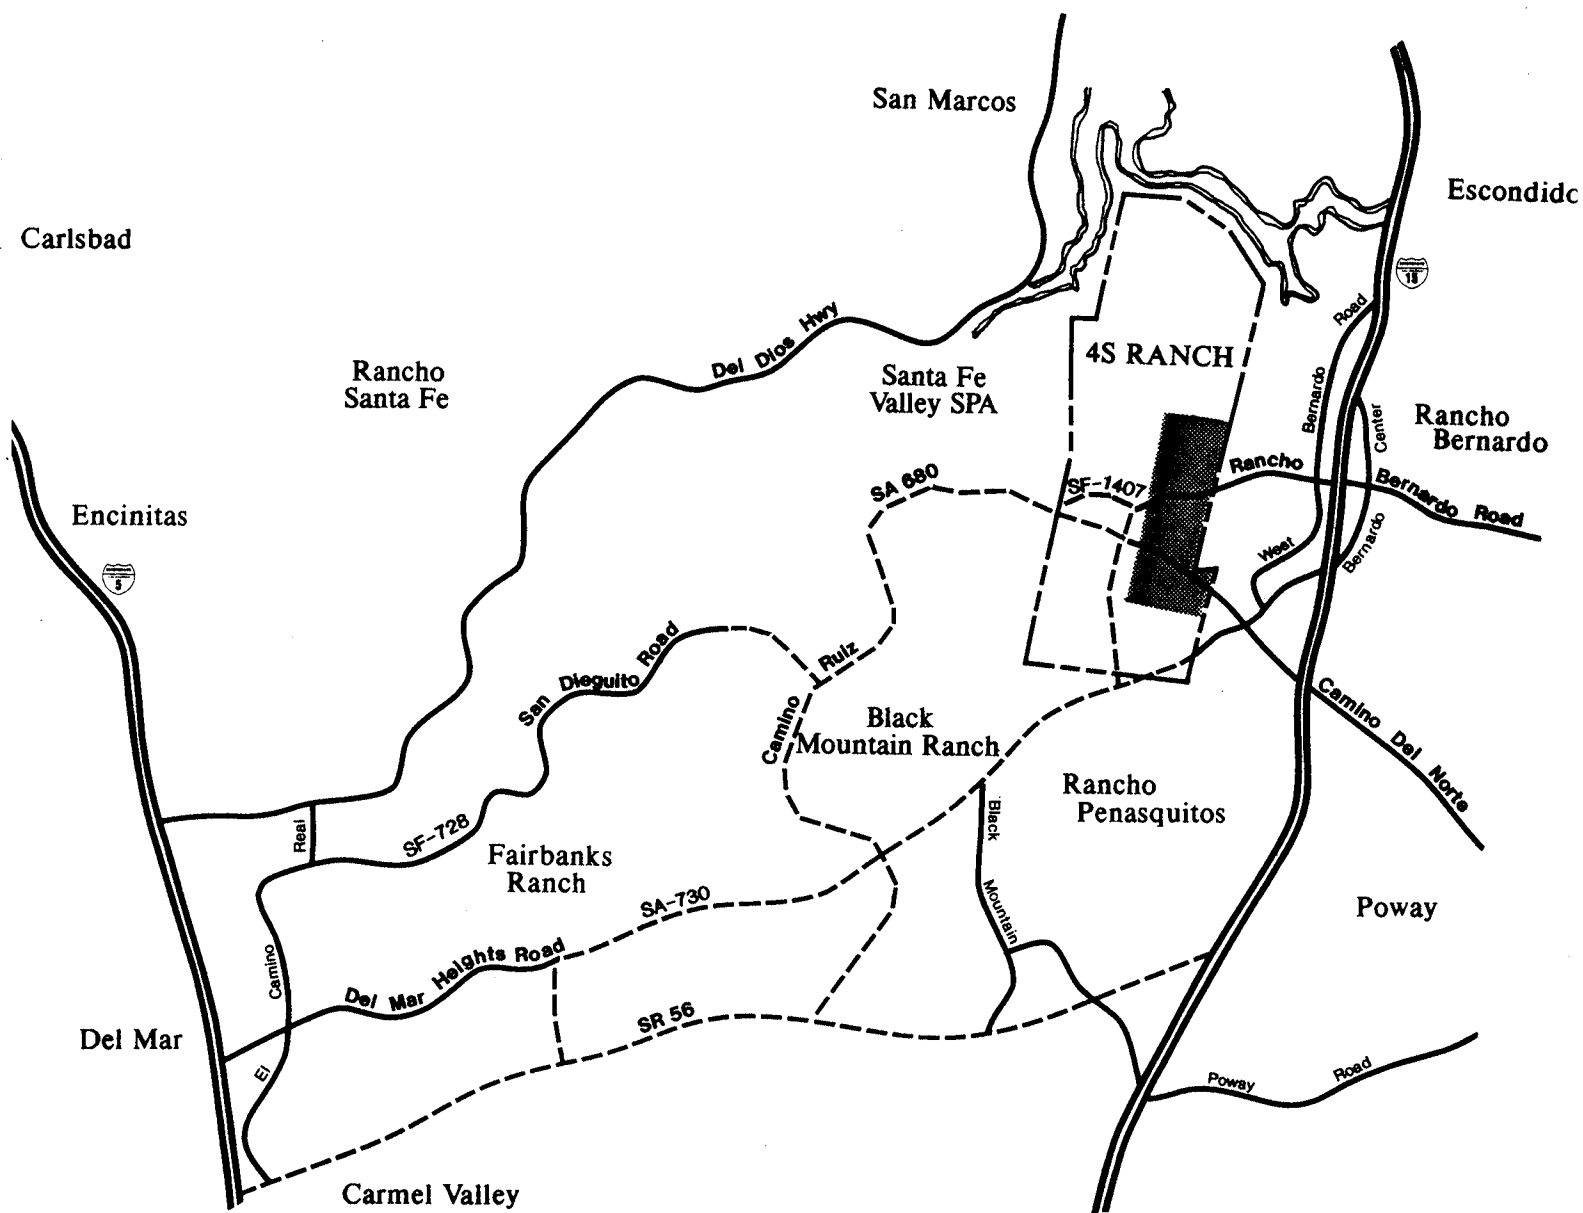 San Marcos
Escondido
Carlsbad
15
Road
Del Dios Hwy
4S RANCH
Rancho
Santa Fe
Santa Fe
Valley SPA
Bernardo
Center
Rancho
Bernardo
Rancho
Bernardo Road
SA 680
SF-1407
Encinitas
West
Bernardo
5
San Dieguito Road
Ruiz
Camino
Black
Mountain Ranch
Camino Del Norte
Rancho
Penasquitos
Black
Real
SF-728
Fairbanks
Ranch
Mountain
SA-730
Poway
Camino
Del Mar Heights Road
SR 56
Del Mar
El
Poway Road
Carmel Valley